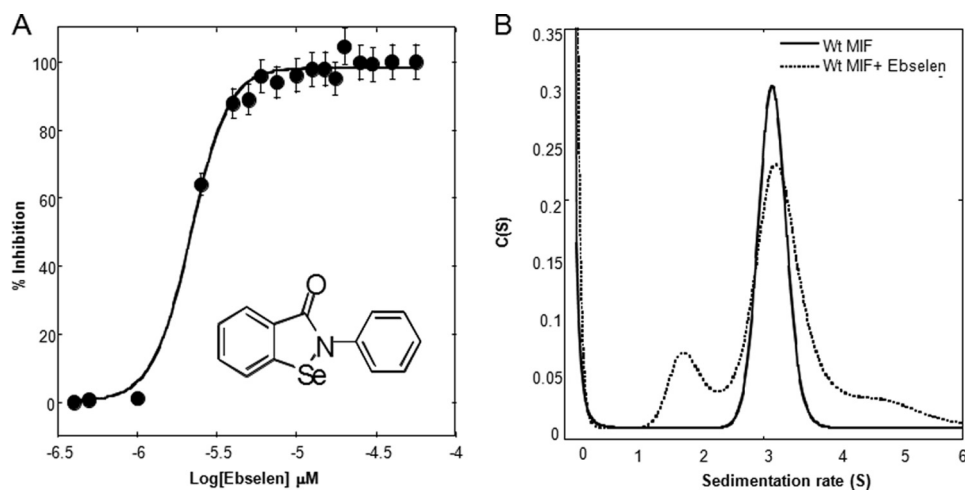 A
100
80
60
40
20
0
% Inhibition
-6.5
-6
-5.5
-5
-4.5
-4
Log[Ebselen] μM
O
N
Se
B
0.35
0.3
0.25
0.2
0.15
0.1
0.05
0
C(S)
Wt MIF
Wt MIF+ Ebselen
0
1
2
3
4
5
6
Sedimentation rate (S)